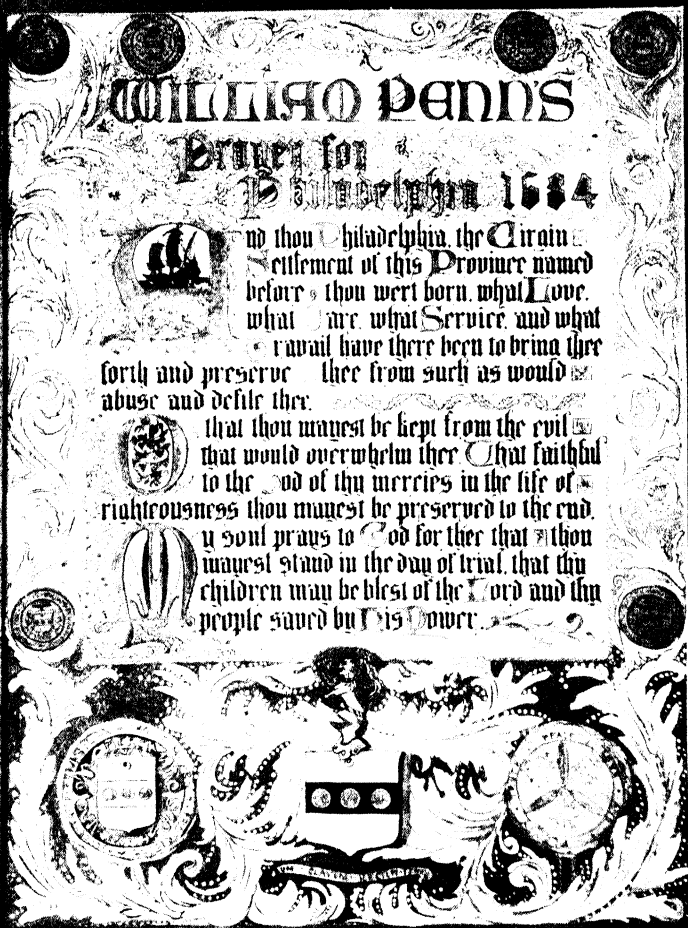 WILLIAM PENN'S
Prayer for
Philadelphia 1684
And thou Philadelphia, the Virgin
Settlement of this Province named
before thou wert born, what Love,
what Care, what Service, and what
Travail have there been to bring thee
forth and preserve thee from such as would
abuse and defile thee.
O that thou mayest be kept from the evil
that would overwhelm thee That faithful
to the God of thy mercies in the life of
righteousness thou mayest be preserved to the end.
My soul prays to God for thee that thou
mayest stand in the day of trial, that thy
children may be blest of the Lord and thy
people saved by His Power.